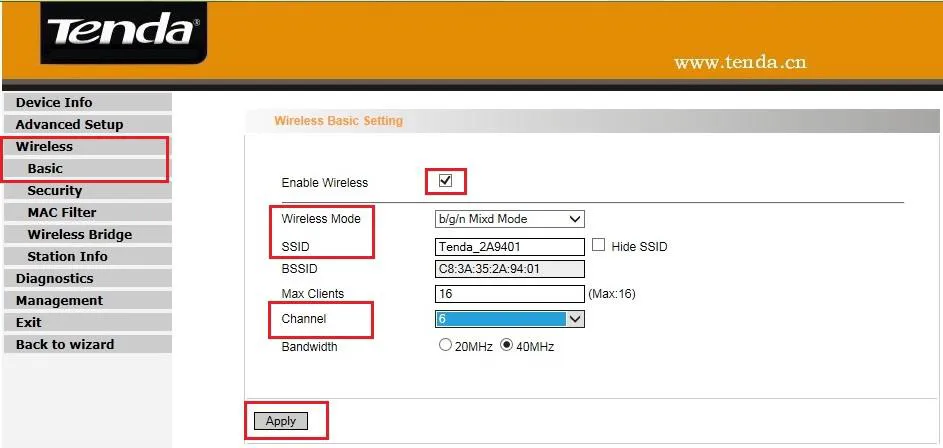 Tenda®
www.tenda.cn
Device Info
Advanced Setup
Wireless
Basic
Security
MAC Filter
Wireless Bridge
Station Info
Diagnostics
Management
Exit
Back to wizard
Wireless Basic Setting
Enable Wireless
Wireless Mode b/g/n Mixd Mode
SSID Tenda_2A9401 Hide SSID
BSSID C8:3A:35:2A:94:01
Max Clients 16 (Max:16)
Channel 6
Bandwidth 20MHz 40MHz
Apply